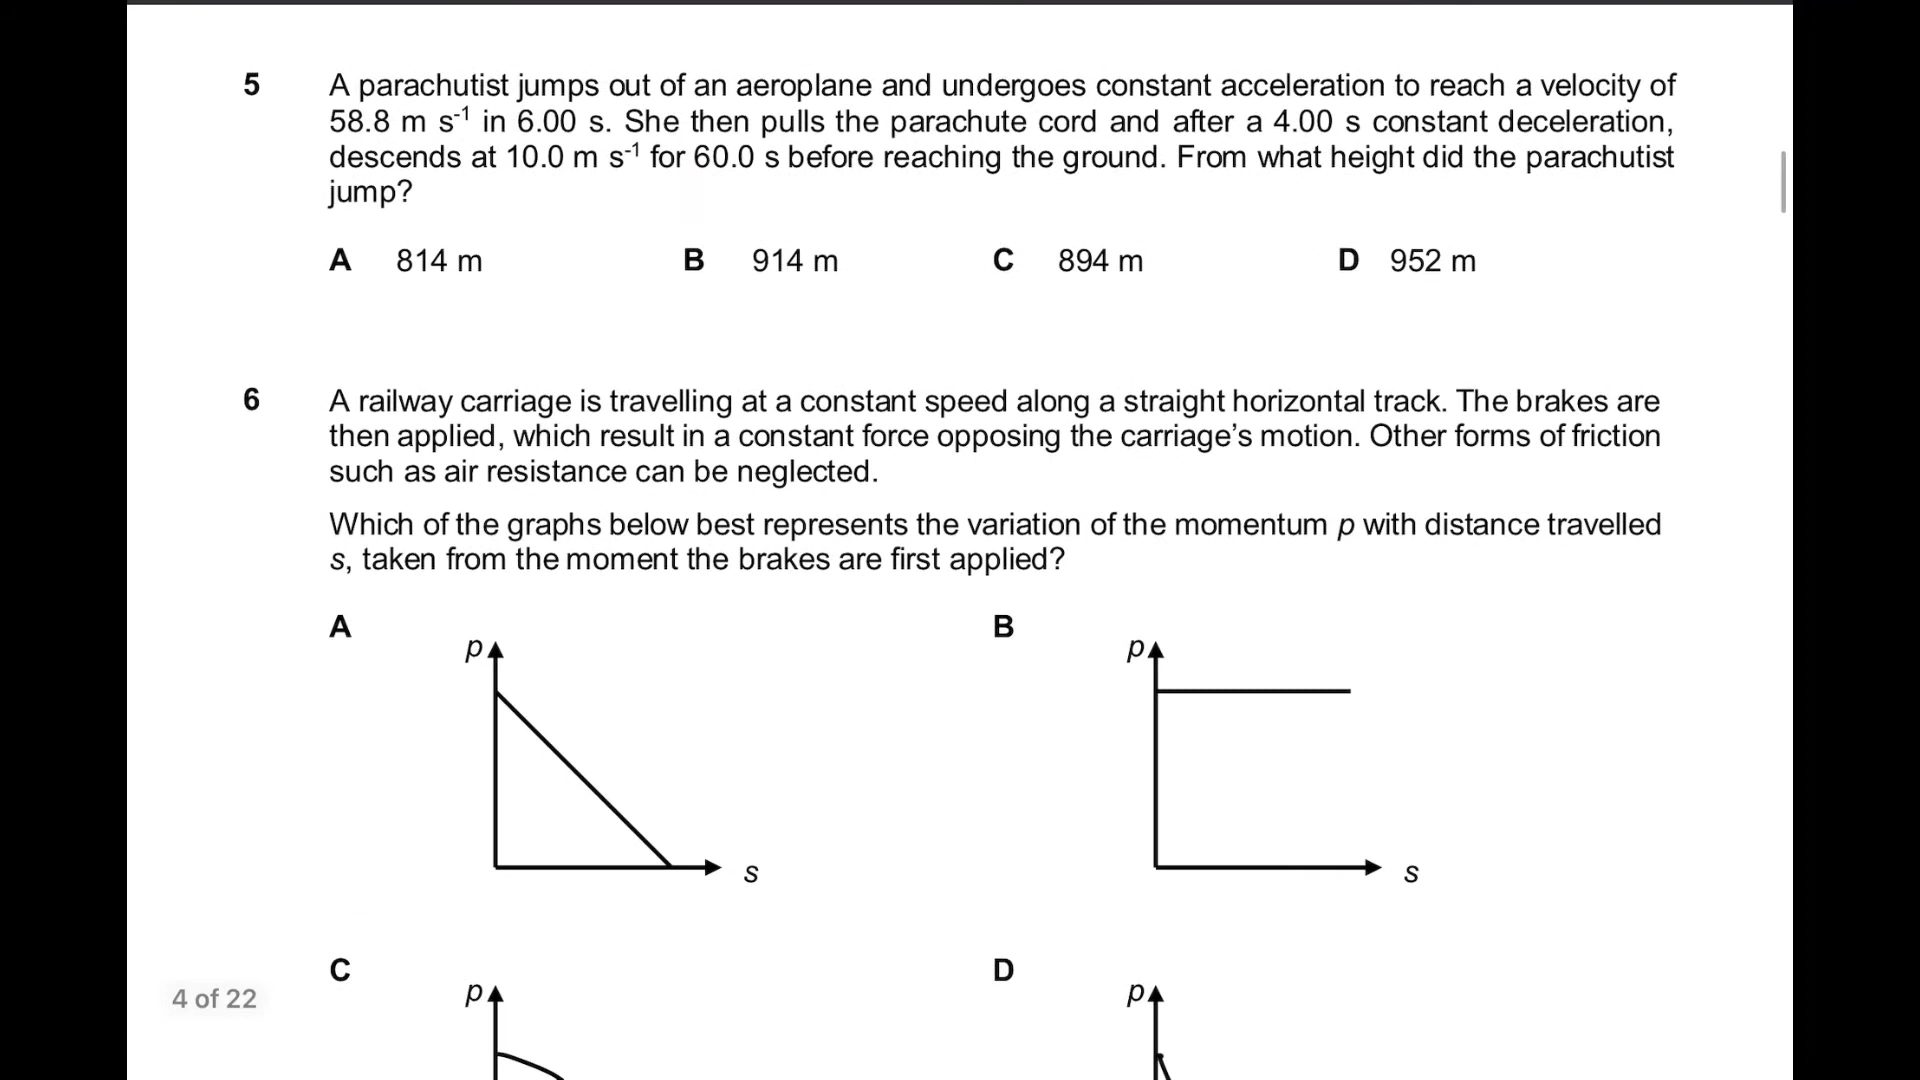 5 A parachutist jumps out of an aeroplane and undergoes constant acceleration to reach a velocity of
58.8 m s⁻¹ in 6.00 s. She then pulls the parachute cord and after a 4.00 s constant deceleration,
descends at 10.0 m s⁻¹ for 60.0 s before reaching the ground. From what height did the parachutist
jump?
A 814 m B 914 m C 894 m D 952 m
6 A railway carriage is travelling at a constant speed along a straight horizontal track. The brakes are
then applied, which result in a constant force opposing the carriage's motion. Other forms of friction
such as air resistance can be neglected.
Which of the graphs below best represents the variation of the momentum p with distance travelled
s, taken from the moment the brakes are first applied?
A B
p p
s s
C D
4 of 22
p p